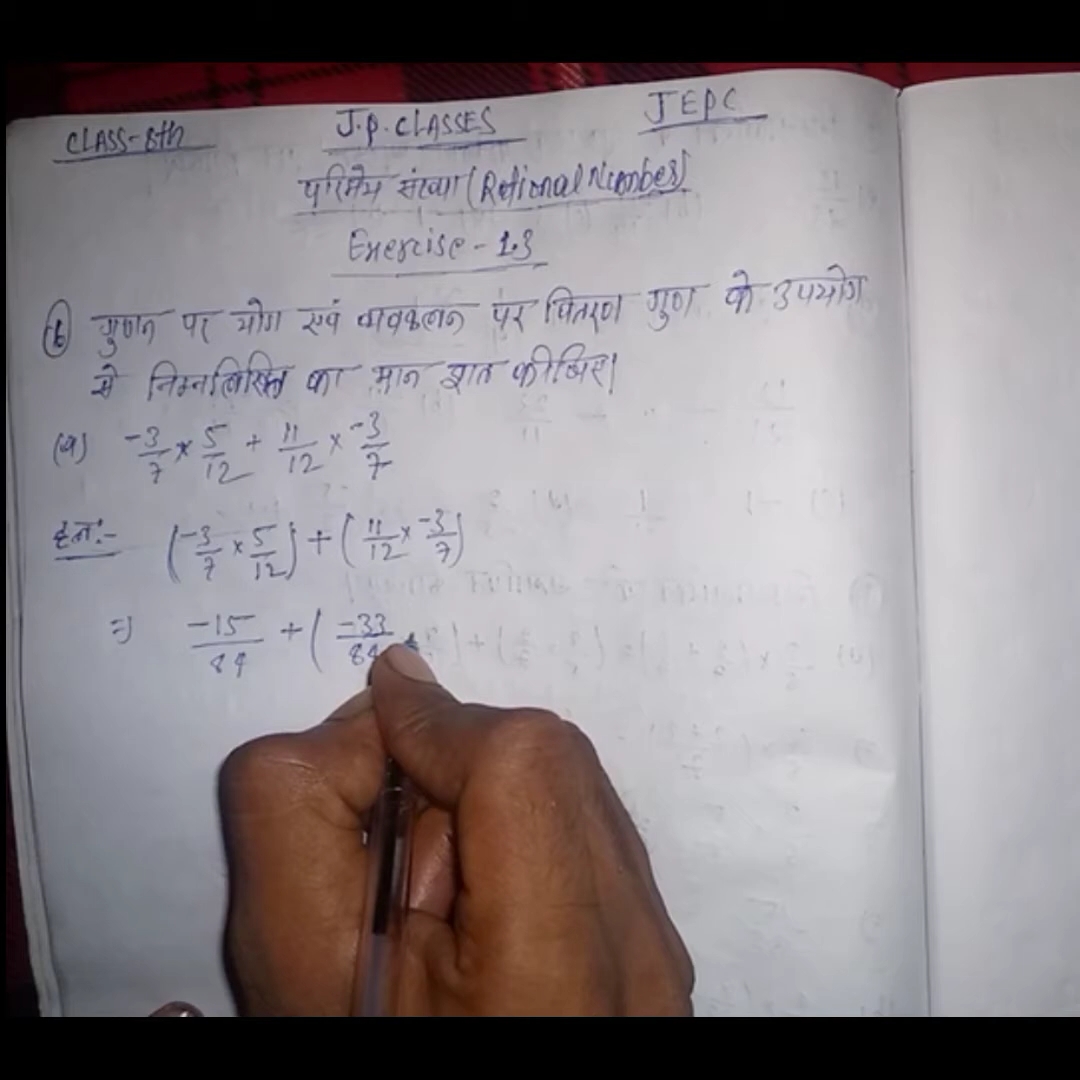 CLASS-8th J.P. CLASSES JEPC
परिमेय संख्या (Rational Number)
Exercise - 1.3
6 गुणन पर योग एवं व्यवकलन पर वितरण गुण के उपयोग
से निम्नलिखित का मान ज्ञात कीजिए।
(a) -3/7 × 5/12 + 11/12 × -3/7
हल:- (-3/7 × 5/12) + (11/12 × -3/7)
⇒ -15/84 + (-33/84